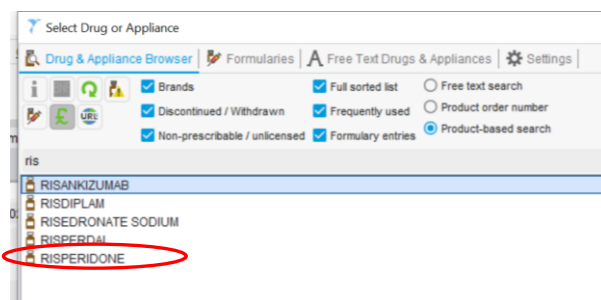 Select Drug or Appliance
Drug & Appliance Browser Formularies Free Text Drugs & Appliances Settings
Brands Full sorted list Free text search
Discontinued / Withdrawn Frequently used Product order number
URE
Non-prescribable / unlicensed Formulary entries Product-based search
ris
RISANKIZUMAB
RISDIPLAM
RISEDRONATE SODIUM
RISPERDAL
RISPERIDONE